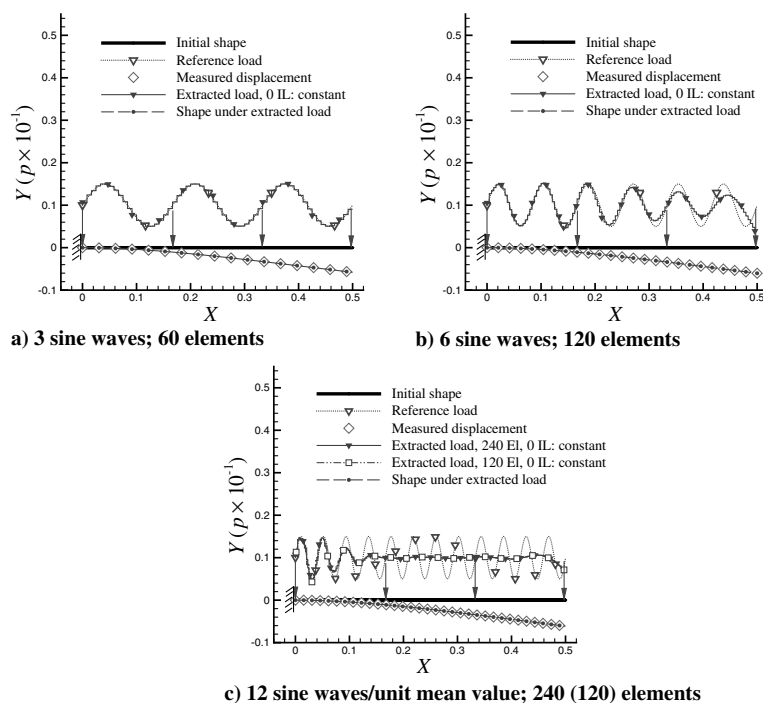 Initial shape
Reference load
Measured displacement
Extracted load, 0 IL: constant
Shape under extracted load
Y (p × 10⁻¹)
0.5
0.4
0.3
0.2
0.1
0
-0.1
0 0.1 0.2 0.3 0.4 0.5
X
a) 3 sine waves; 60 elements
Initial shape
Reference load
Measured displacement
Extracted load, 0 IL: constant
Shape under extracted load
Y (p × 10⁻¹)
0.5
0.4
0.3
0.2
0.1
0
-0.1
0 0.1 0.2 0.3 0.4 0.5
X
b) 6 sine waves; 120 elements
Initial shape
Reference load
Measured displacement
Extracted load, 240 El, 0 IL: constant
Extracted load, 120 El, 0 IL: constant
Shape under extracted load
Y (p × 10⁻¹)
0.5
0.4
0.3
0.2
0.1
0
-0.1
0 0.1 0.2 0.3 0.4 0.5
X
c) 12 sine waves/unit mean value; 240 (120) elements